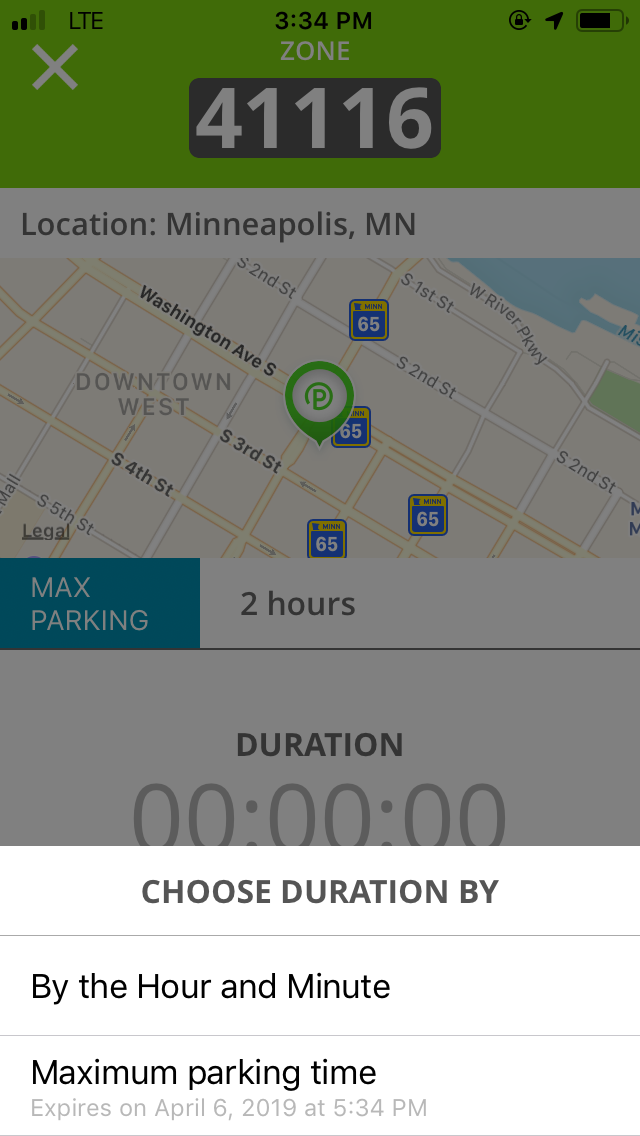 LTE
3:34 PM
ZONE
41116
Location: Minneapolis, MN
S 2nd St
S 1st St
W River Pkwy
Washington Ave S
MINN
65
DOWNTOWN
WEST
S 2nd St
P
65
S 3rd St
S 4th St
S 2nd St
Mall
S 5th St
MINN
65
Legal
MINN
65
MAX
PARKING
2 hours
DURATION
00:00:00
CHOOSE DURATION BY
By the Hour and Minute
Maximum parking time
Expires on April 6, 2019 at 5:34 PM